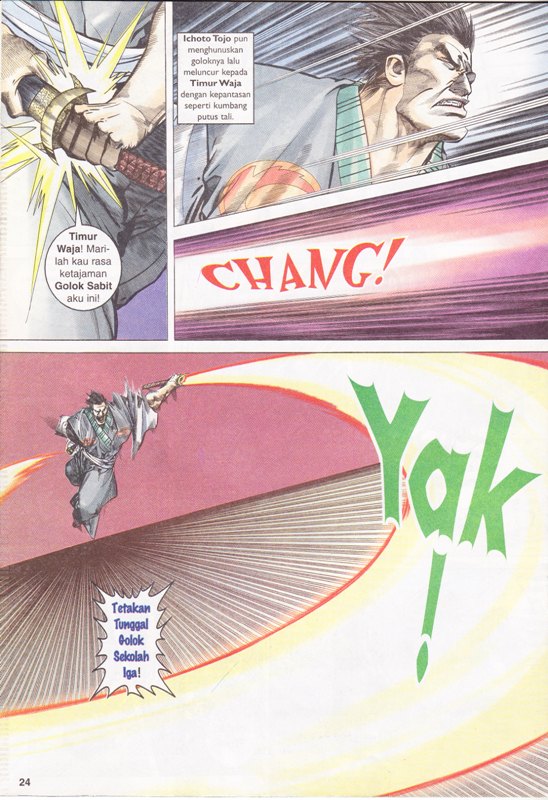 Timur
Waja! Mari-
lah kau rasa
ketajaman
Golok Sabit
aku ini!
Ichoto Tojo pun
menghunuskan
goloknya lalu
meluncur kepada
Timur Waja
dengan kepantasan
seperti kumbang
putus tali.
CHANG!
Yak
!
Tetakan
Tunggal
Golok
Sekolah
Iga!
24